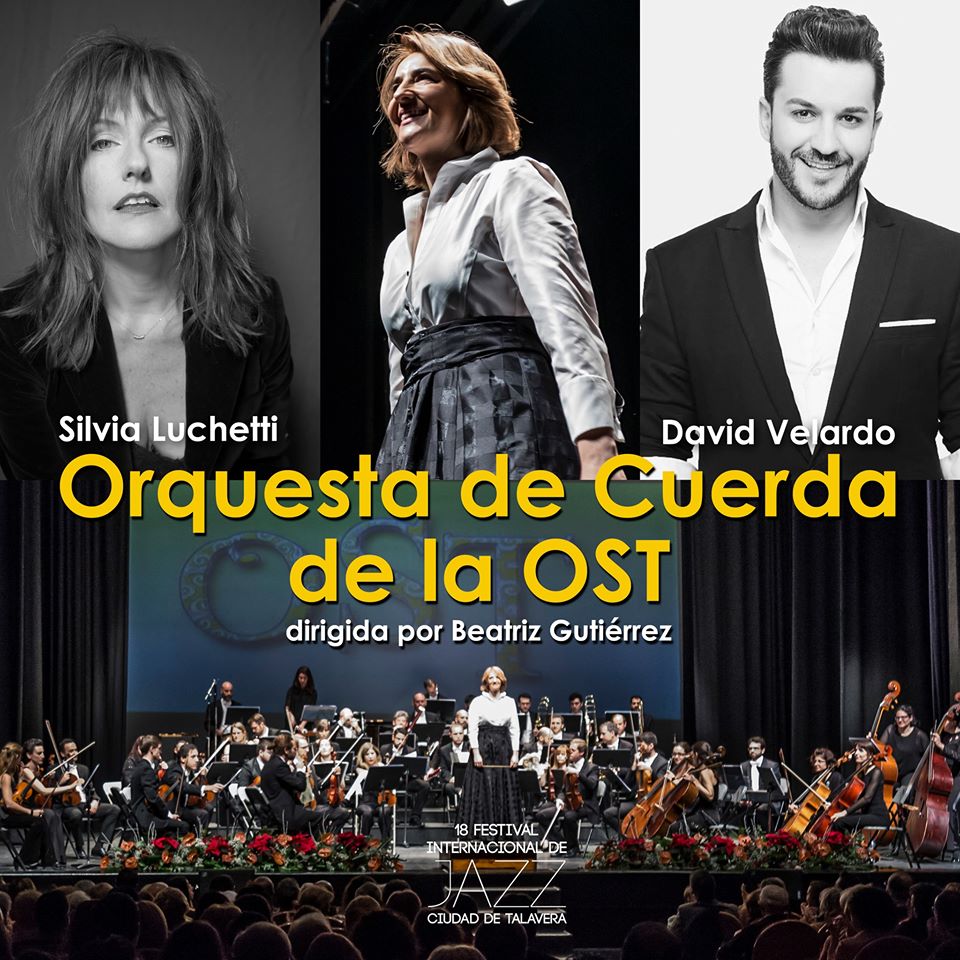 Silvia Luchetti
David Velardo
Orquesta de Cuerda
de la OST
dirigida por Beatriz Gutiérrez
OST
18 FESTIVAL
INTERNACIONAL DE
JAZZ
CIUDAD DE TALAVERA